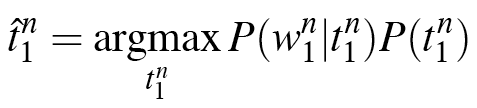 t̂₁ⁿ = argmax P(w₁ⁿ|t₁ⁿ)P(t₁ⁿ)
t₁ⁿ